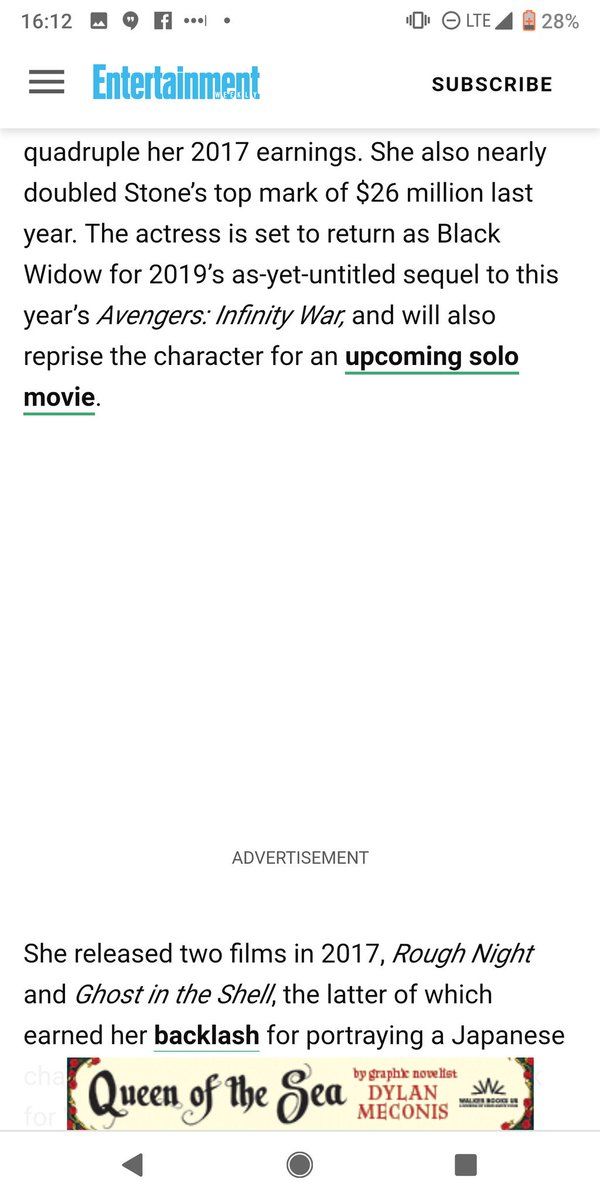 16:12 LTE 28%
Entertainment
WEEKLY
SUBSCRIBE
quadruple her 2017 earnings. She also nearly
doubled Stone’s top mark of $26 million last
year. The actress is set to return as Black
Widow for 2019’s as-yet-untitled sequel to this
year’s Avengers: Infinity War, and will also
reprise the character for an upcoming solo
movie.
ADVERTISEMENT
She released two films in 2017, Rough Night
and Ghost in the Shell, the latter of which
earned her backlash for portraying a Japanese
cha
for
Queen of the Sea
by graphic novelist
DYLAN
MECONIS
WALKER BOOKS US